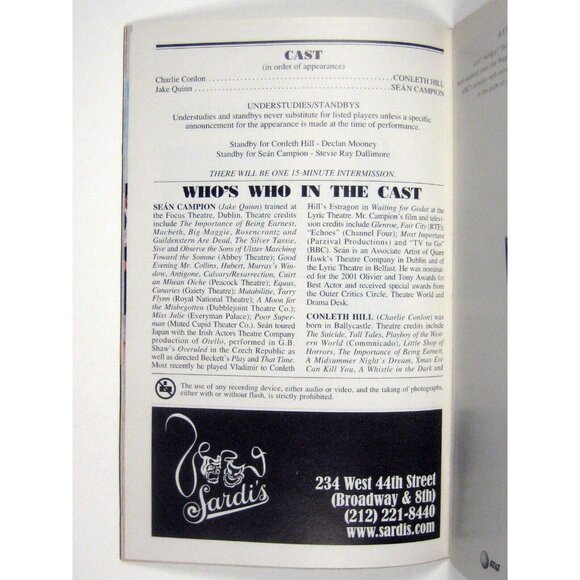 CAST
(in order of appearance)
Charlie Conlon ........................................ CONLETH HILL
Jake Quinn ........................................ SEÁN CAMPION
UNDERSTUDIES/STANDBYS
Understudies and standbys never substitute for listed players unless a specific
announcement for the appearance is made at the time of performance.
Standby for Conleth Hill - Declan Mooney
Standby for Seán Campion - Stevie Ray Dallimore
THERE WILL BE ONE 15-MINUTE INTERMISSION.
WHO'S WHO IN THE CAST
SEÁN CAMPION (Jake Quinn) trained at
the Focus Theatre, Dublin. Theatre credits
include The Importance of Being Earnest,
Macbeth, Big Maggie, Rosencrantz and
Guildenstern Are Dead, The Silver Tassie,
Sive and Observe the Sons of Ulster Marching
Toward the Somme (Abbey Theatre); Good
Evening Mr. Collins, Hubert, Murray's Win-
dow, Antigone, Calvary/Resurrection, Cuirt
an Mhean Oiche (Peacock Theatre); Equus,
Canaries (Gaiety Theatre); Mutabilitie, Tarry
Flynn (Royal National Theatre); A Moon for
the Misbegotten (Dubblejoint Theatre Co.);
Miss Julie (Everyman Palace); Poor Super-
man (Muted Cupid Theater Co.). Seán toured
Japan with the Irish Actors Theatre Company
production of Otello, performed in G.B.
Shaw's Overuled in the Czech Republic as
well as directed Beckett's Play and That Time.
Most recently he played Vladimir to Conleth
Hill's Estragon in Waiting for Godot at the
Lyric Theatre. Mr. Campion's film and televi-
sion credits include Glenroe, Fair City (RTE);
"Echoes" (Channel Four); Most Important
(Parzival Productions) and "TV to Go"
(BBC). Seán is an Associate Artist of Quare
Hawk's Theatre Company in Dublin and of
the Lyric Theatre in Belfast. He was nominat-
ed for the 2001 Olivier and Tony Awards for
Best Actor and received special awards from
the Outer Critics Circle, Theatre World and
Drama Desk.
CONLETH HILL (Charlie Conlon) was
born in Ballycastle. Theatre credits include
The Suicide, Tall Tales, Playboy of the West-
ern World (Commnicado), Little Shop of
Horrors, The Importance of Being Earnest,
A Midsummer Night's Dream, Xmas Eve
Can Kill You, A Whistle in the Dark and
The use of any recording device, either audio or video, and the taking of photographs,
either with or without flash, is strictly prohibited.
Sardi's
234 West 44th Street
(Broadway & 8th)
(212) 221-8440
www.sardis.com
AT&T